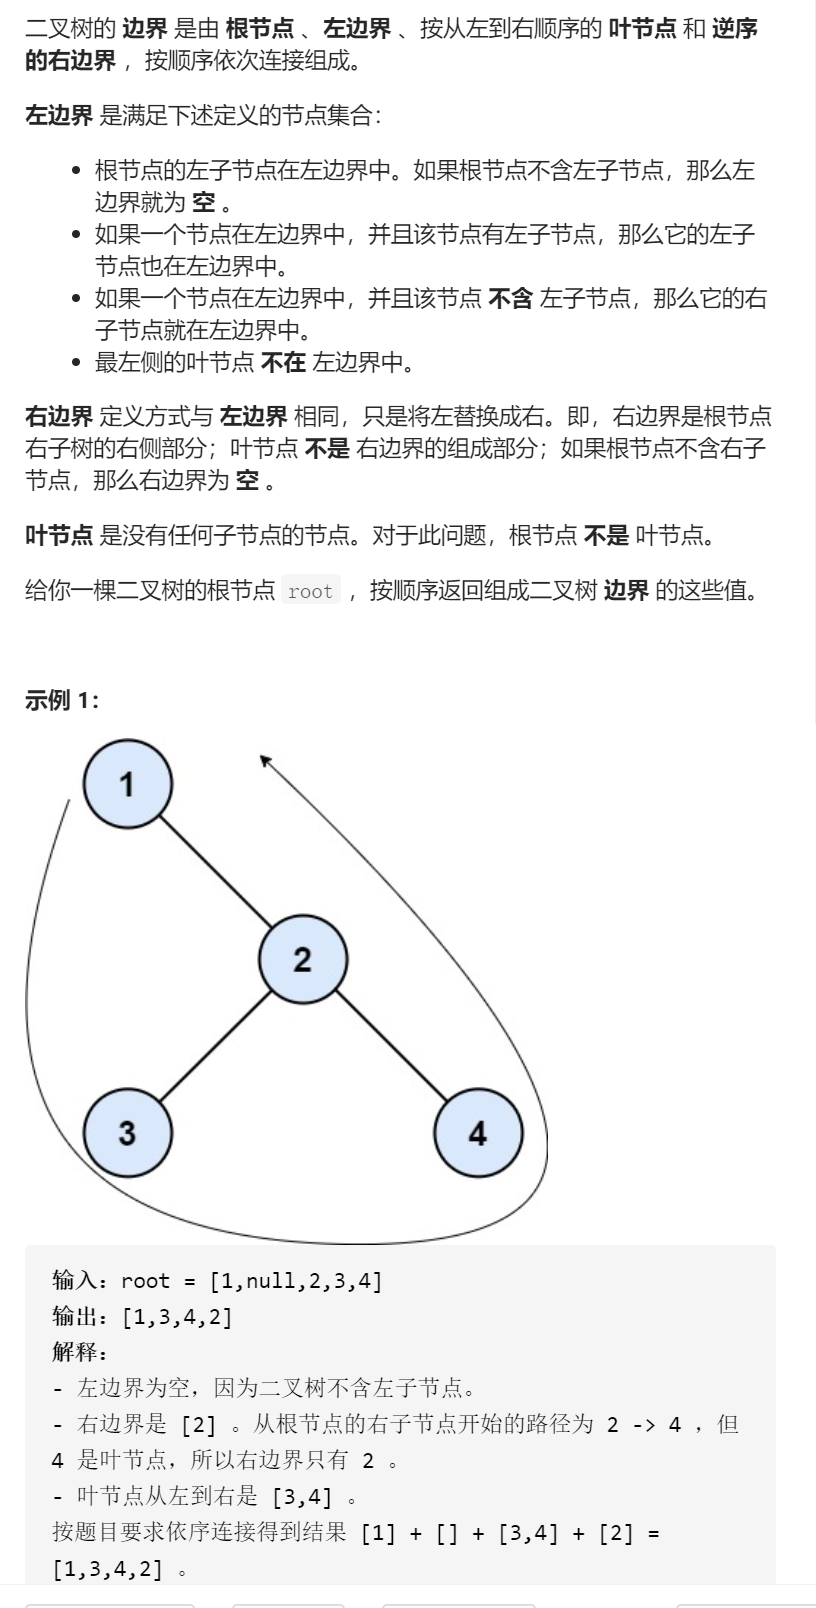 二叉树的 边界 是由 根节点 、左边界 、按从左到右顺序的 叶节点 和 逆序
的右边界 ，按顺序依次连接组成。
左边界 是满足下述定义的节点集合：
• 根节点的左子节点在左边界中。如果根节点不含左子节点，那么左
边界就为 空 。
• 如果一个节点在左边界中，并且该节点有左子节点，那么它的左子
节点也在左边界中。
• 如果一个节点在左边界中，并且该节点 不含 左子节点，那么它的右
子节点就在左边界中。
• 最左侧的叶节点 不在 左边界中。
右边界 定义方式与 左边界 相同，只是将左替换成右。即，右边界是根节点
右子树的右侧部分；叶节点 不是 右边界的组成部分；如果根节点不含右子
节点，那么右边界为 空 。
叶节点 是没有任何子节点的节点。对于此问题，根节点 不是 叶节点。
给你一棵二叉树的根节点 root ，按顺序返回组成二叉树 边界 的这些值。
示例 1：
1
2
3
4
输入：root = [1,null,2,3,4]
输出：[1,3,4,2]
解释：
- 左边界为空，因为二叉树不含左子节点。
- 右边界是 [2] 。从根节点的右子节点开始的路径为 2 -> 4 ，但
4 是叶节点，所以右边界只有 2 。
- 叶节点从左到右是 [3,4] 。
按题目要求依序连接得到结果 [1] + [] + [3,4] + [2] =
[1,3,4,2] 。